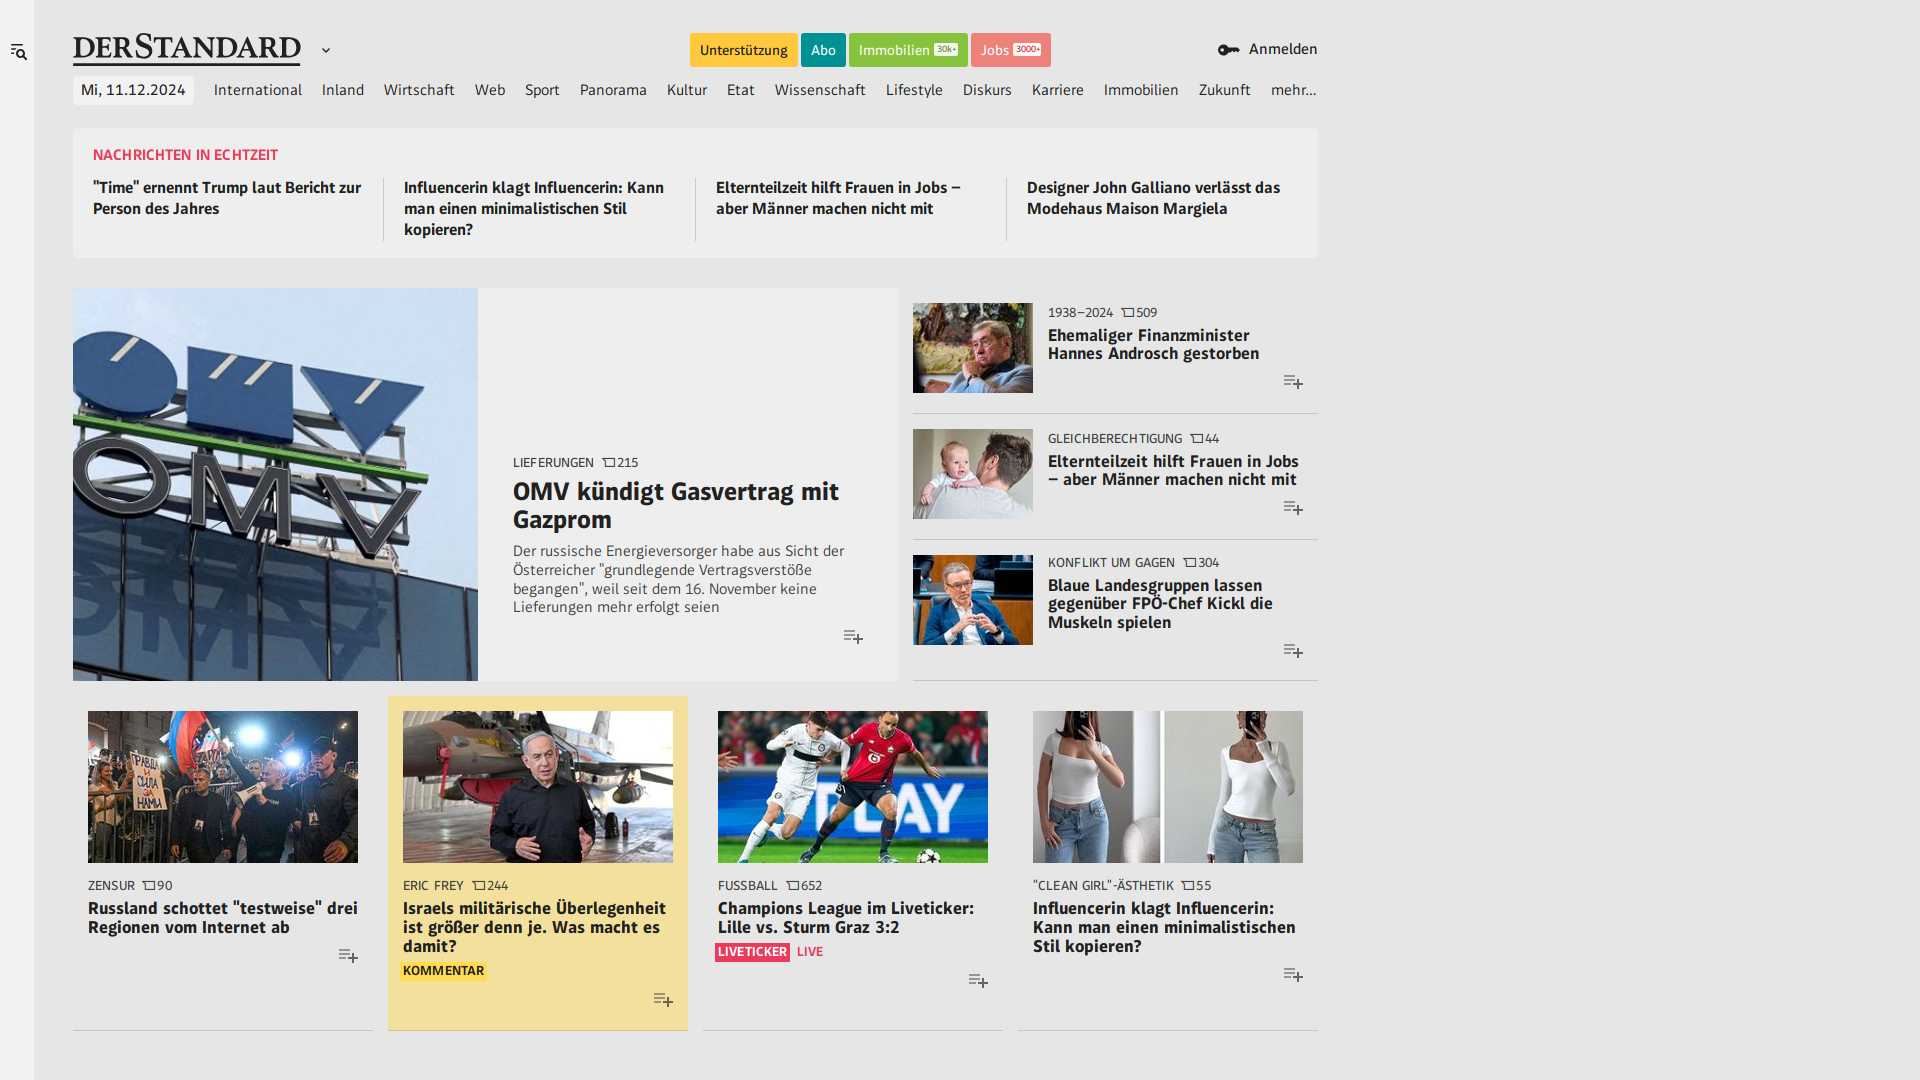 DERSTANDARD
Unterstützung
Abo
Immobilien 30k+
Jobs 3000+
Anmelden
Mi, 11.12.2024
International
Inland
Wirtschaft
Web
Sport
Panorama
Kultur
Etat
Wissenschaft
Lifestyle
Diskurs
Karriere
Immobilien
Zukunft
mehr…
NACHRICHTEN IN ECHTZEIT
"Time" ernennt Trump laut Bericht zur
Person des Jahres
Influencerin klagt Influencerin: Kann
man einen minimalistischen Stil
kopieren?
Elternteilzeit hilft Frauen in Jobs –
aber Männer machen nicht mit
Designer John Galliano verlässt das
Modehaus Maison Margiela
OMV
LIEFERUNGEN 215
OMV kündigt Gasvertrag mit
Gazprom
Der russische Energieversorger habe aus Sicht der
Österreicher "grundlegende Vertragsverstöße
begangen", weil seit dem 16. November keine
Lieferungen mehr erfolgt seien
1938–2024 509
Ehemaliger Finanzminister
Hannes Androsch gestorben
GLEICHBERECHTIGUNG 44
Elternteilzeit hilft Frauen in Jobs
– aber Männer machen nicht mit
KONFLIKT UM GAGEN 304
Blaue Landesgruppen lassen
gegenüber FPÖ-Chef Kickl die
Muskeln spielen
ПРАВДА
И
СИЛА
ЗА
НАМИ
ZENSUR 90
Russland schottet "testweise" drei
Regionen vom Internet ab
ERIC FREY 244
Israels militärische Überlegenheit
ist größer denn je. Was macht es
damit?
KOMMENTAR
PLAY
FUSSBALL 652
Champions League im Liveticker:
Lille vs. Sturm Graz 3:2
LIVETICKER LIVE
"CLEAN GIRL"-ÄSTHETIK 55
Influencerin klagt Influencerin:
Kann man einen minimalistischen
Stil kopieren?